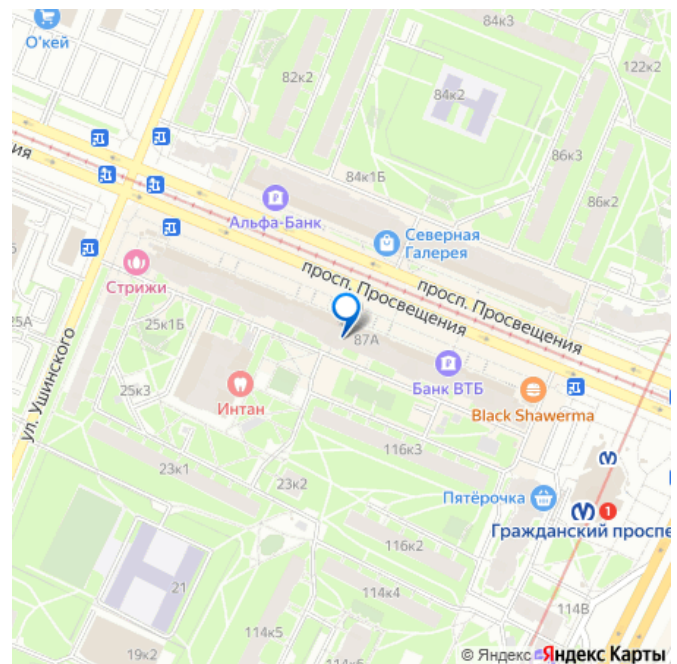 84к3
О'кей
122к2
82к2
84к2
ия
86к3
84к1Б
86к2
Альфа-Банк
Северная
Галерея
просп. Просвещения
просп. Просвещения
Стрижи
25А
25к1Б
87А
ул. Ушинского
25к3
Интан
Банк ВТБ
Black Shawerma
116к3
23к1
23к2
Пятёрочка
1
Гражданский проспе
116к2
21
114к4
114В
114к5
19к2
© Яндекс
Яндекс Карты